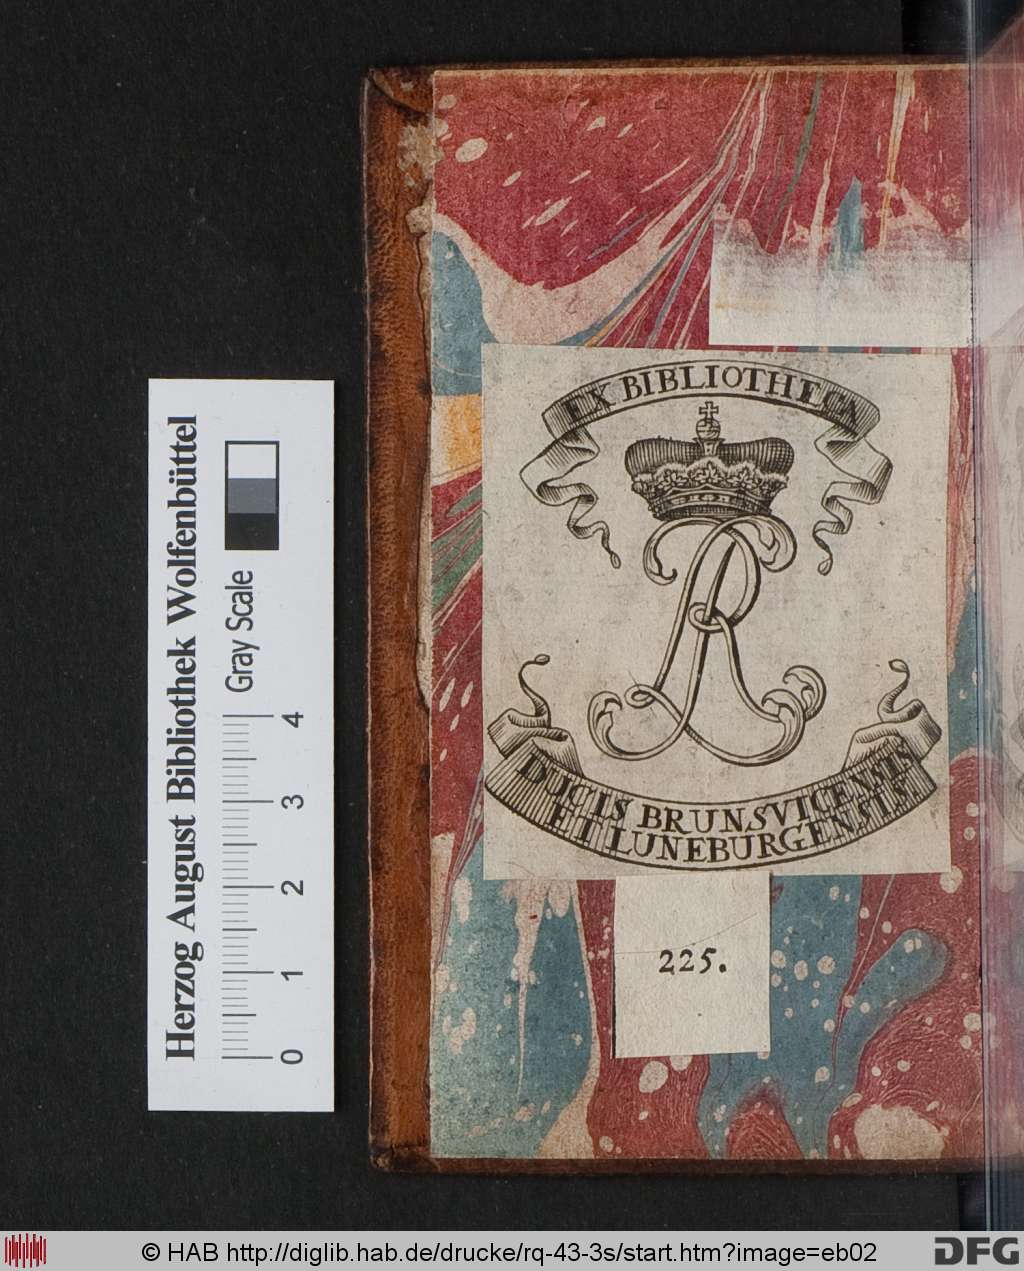 EX BIBLIOTHECA
DUCIS BRUNSVICENSIS
ET LUNEBURGENSIS.
225.
Herzog August Bibliothek Wolfenbüttel
Gray Scale
0 1 2 3 4
© HAB http://diglib.hab.de/drucke/rq-43-3s/start.htm?image=eb02
DFG